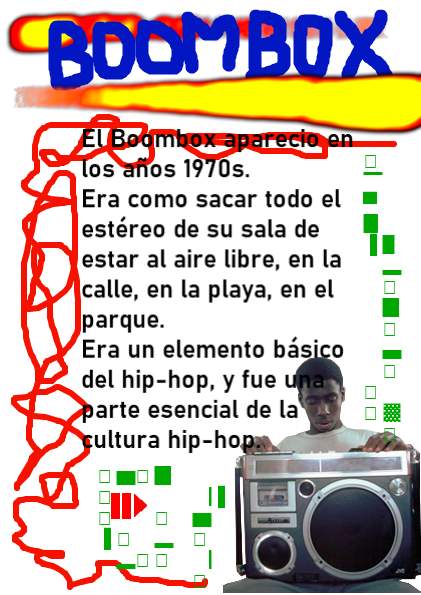 BOOMBOX
El Boombox aparecio en
los años 1970s.
Era como sacar todo el
estéreo de su sala de
estar al aire libre, en la
calle, en la playa, en el
parque.
Era un elemento básico
del hip-hop, y fue una
parte esencial de la
cultura hip-hop.
JVC